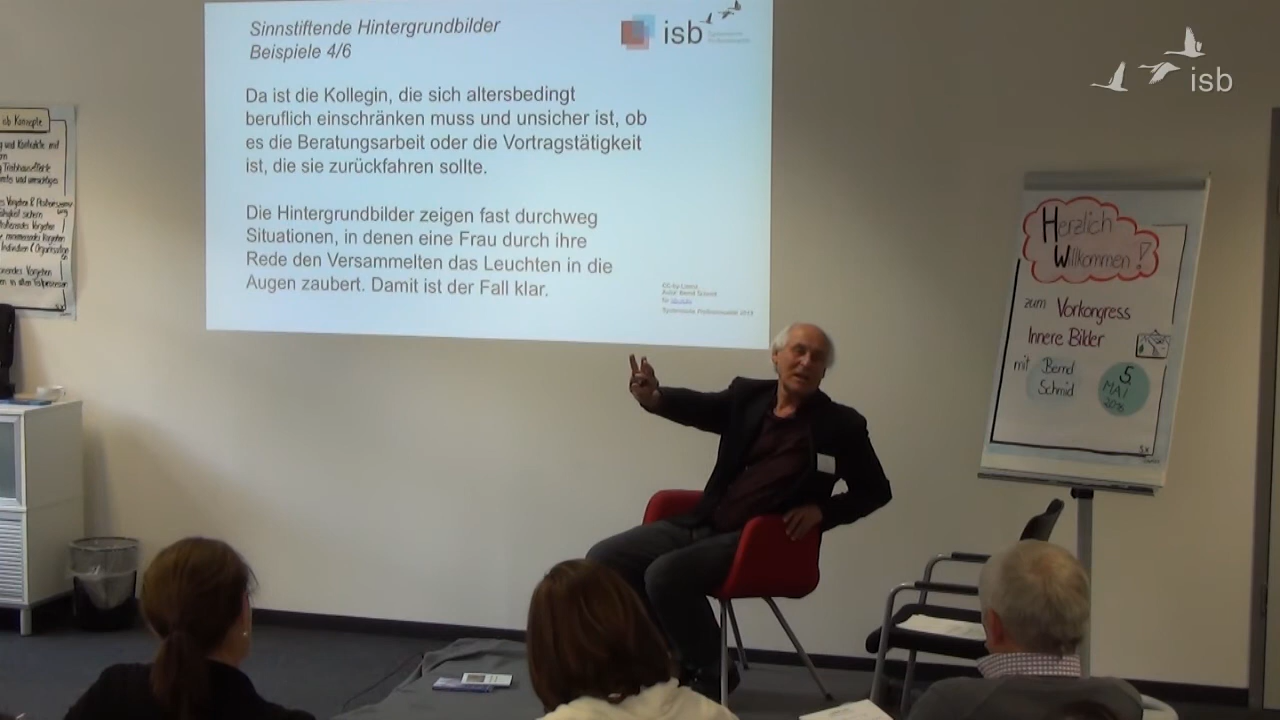 Sinnstiftende Hintergrundbilder
Beispiele 4/6
isb
Da ist die Kollegin, die sich altersbedingt
beruflich einschränken muss und unsicher ist, ob
es die Beratungsarbeit oder die Vortragstätigkeit
ist, die sie zurückfahren sollte.
Die Hintergrundbilder zeigen fast durchweg
Situationen, in denen eine Frau durch ihre
Rede den Versammelten das Leuchten in die
Augen zaubert. Damit ist der Fall klar.
isb
isb Konzepte
Herzlich
Willkommen!
zum Vorkongress
Innere Bilder
mit Bernd
Schmid
5.
MAI